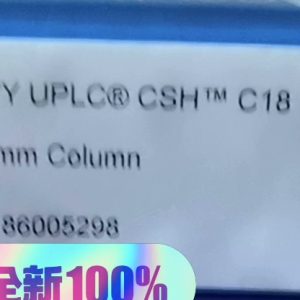 Y UPLC® CSH™ C18
mm Column
86005298
全新100%